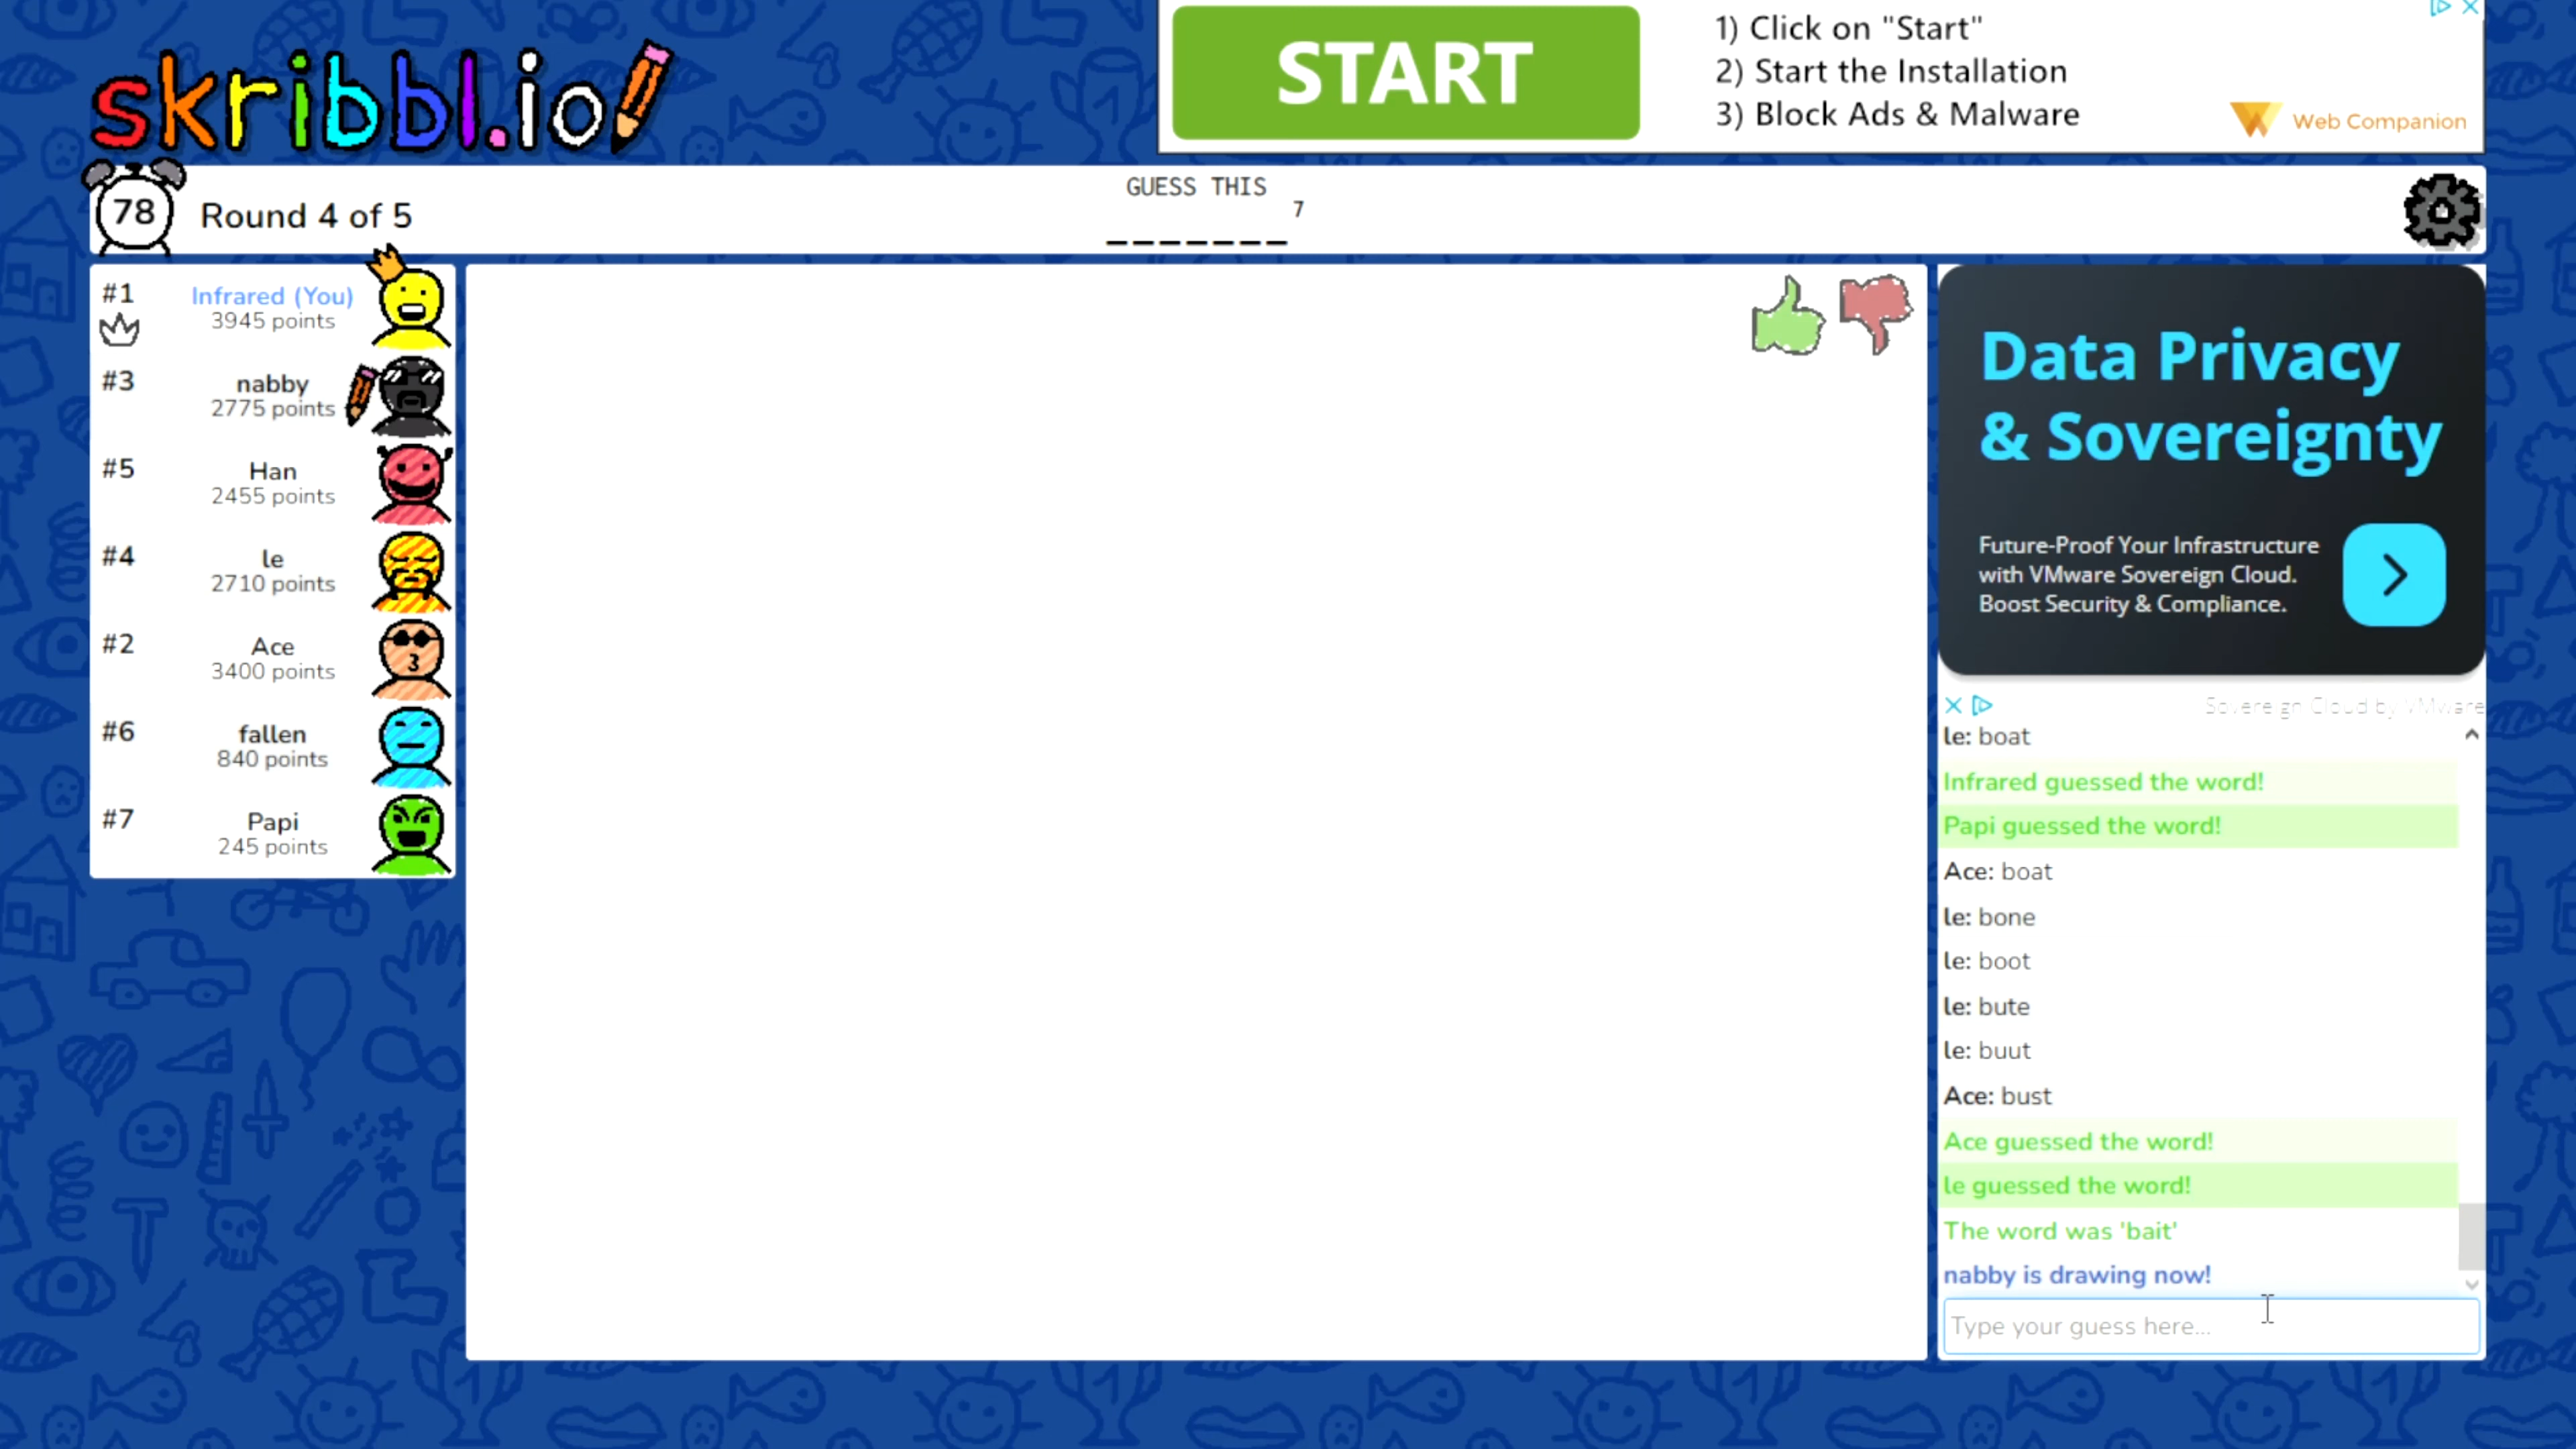 START
1) Click on "Start"
2) Start the Installation
3) Block Ads & Malware
Web Companion
skribbl.io
78
Round 4 of 5
GUESS THIS
_______ 7
#1
Infrared (You)
3945 points
#3
nabby
2775 points
#5
Han
2455 points
#4
le
2710 points
#2
Ace
3400 points
#6
fallen
840 points
#7
Papi
245 points
Data Privacy
& Sovereignty
Future-Proof Your Infrastructure
with VMware Sovereign Cloud.
Boost Security & Compliance.
Sovereign Cloud by VMware
le: boat
Infrared guessed the word!
Papi guessed the word!
Ace: boat
le: bone
le: boot
le: bute
le: buut
Ace: bust
Ace guessed the word!
le guessed the word!
The word was 'bait'
nabby is drawing now!
Type your guess here...